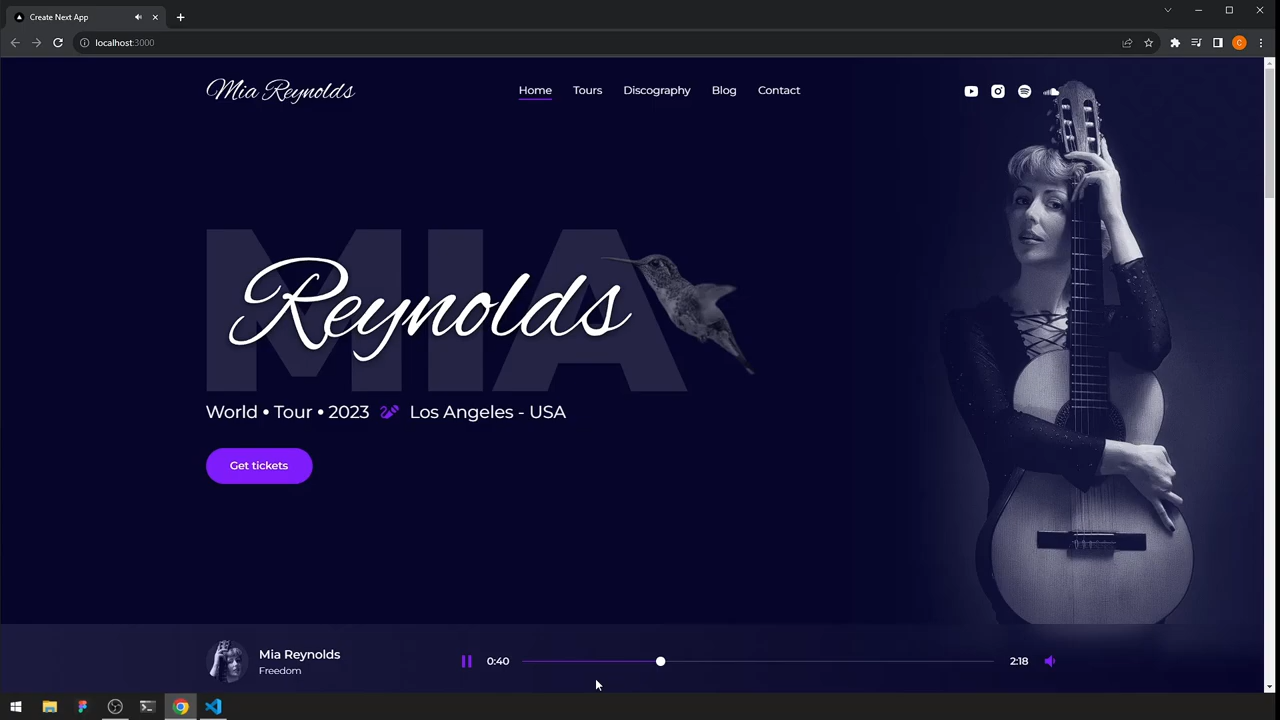 Create Next App
localhost:3000
Mia Reynolds
Home Tours Discography Blog Contact
MIA
Reynolds
World • Tour • 2023 Los Angeles - USA
Get tickets
Mia Reynolds
Freedom
0:40 2:18
C